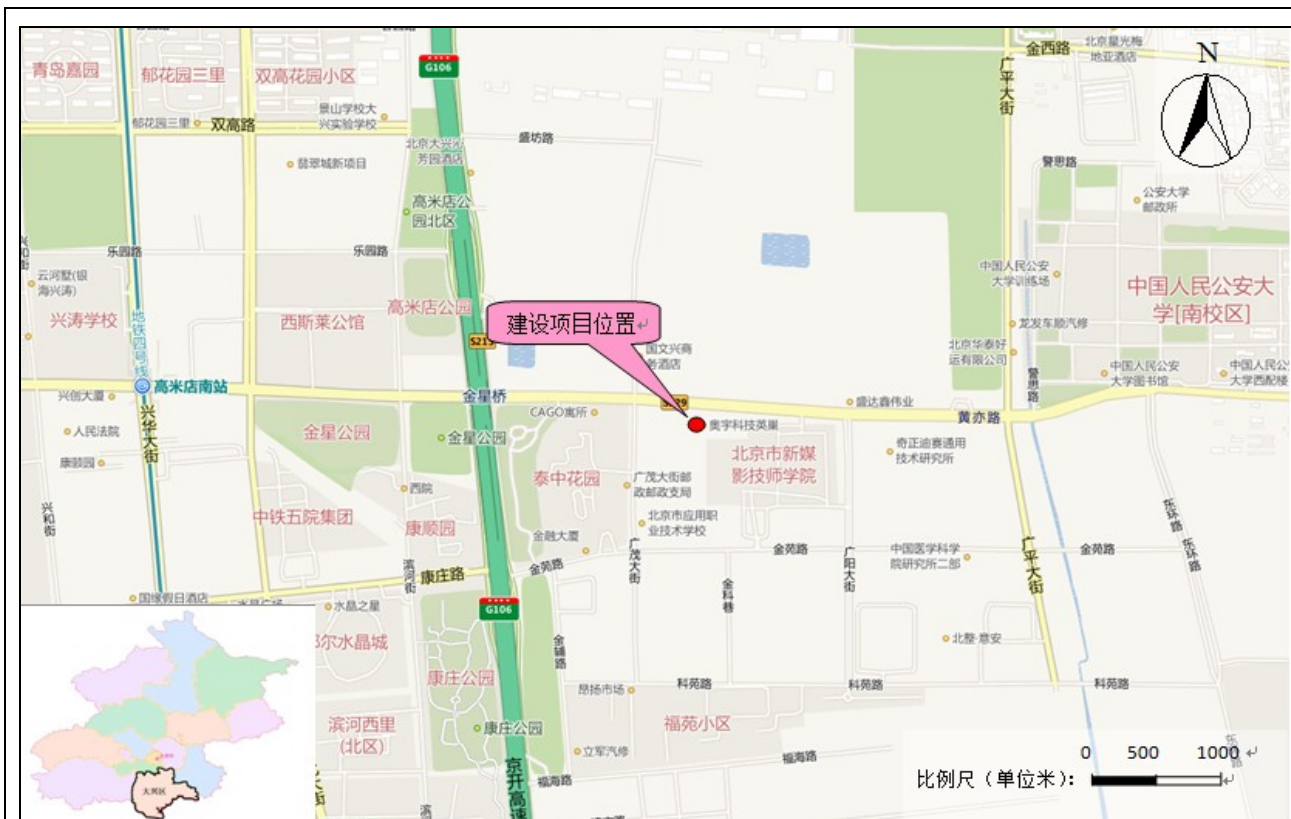 G106
金西路
北京星光梅
地亚酒店
N
青岛嘉园
郁花园三里
双高花园小区
广平大街
景山学校大
兴实验学校
郁花园三里
双高路
盛坊路
北京大兴沁
芳园酒店
翡翠城新项目
警思路
公安大学
邮政所
高米店公
园北区
乐园路
乐园路
云河墅(银
海兴涛)
中国人民公安
大学训练场
中国人民公安大
学[南校区]
兴涛学校
地铁四号线
西斯莱公馆
高米店公园
建设项目位置
S215
国文兴商
务酒店
龙发车顺汽修
北京华泰好
运有限公司
中国人民公安
大学图书馆
中国人民公
大学西配楼
警思路
高米店南站
兴创大厦
金星桥
CAGO寓所
盛达鑫伟业
黄亦路
人民法院
兴华大街
金星公园
金星公园
奥宇科技英巢
康颐园
泰中花园
北京市新媒
影技师学院
奇正迪赛通用
技术研究所
西院
广茂大街邮
政邮政支局
兴和街
中铁五院集团
康顺园
北京市应用职
业技术学校
东环路
东环路
金融大厦
金苑路
金苑路
中国医学科学
院研究所二部
金苑路
滨河街
康庄路
广茂大街
金科巷
广阳大街
广平大街
国缘假日酒店
水晶之星
G106
尔水晶城
金辅路
北整·意安
康庄公园
昂扬市场
科苑路
科苑路
科苑路
滨河西里
(北区)
康庄公园
福苑小区
立军汽修
福海路
福海路
京开高速
大兴区
0 500 1000
比例尺（单位米）：